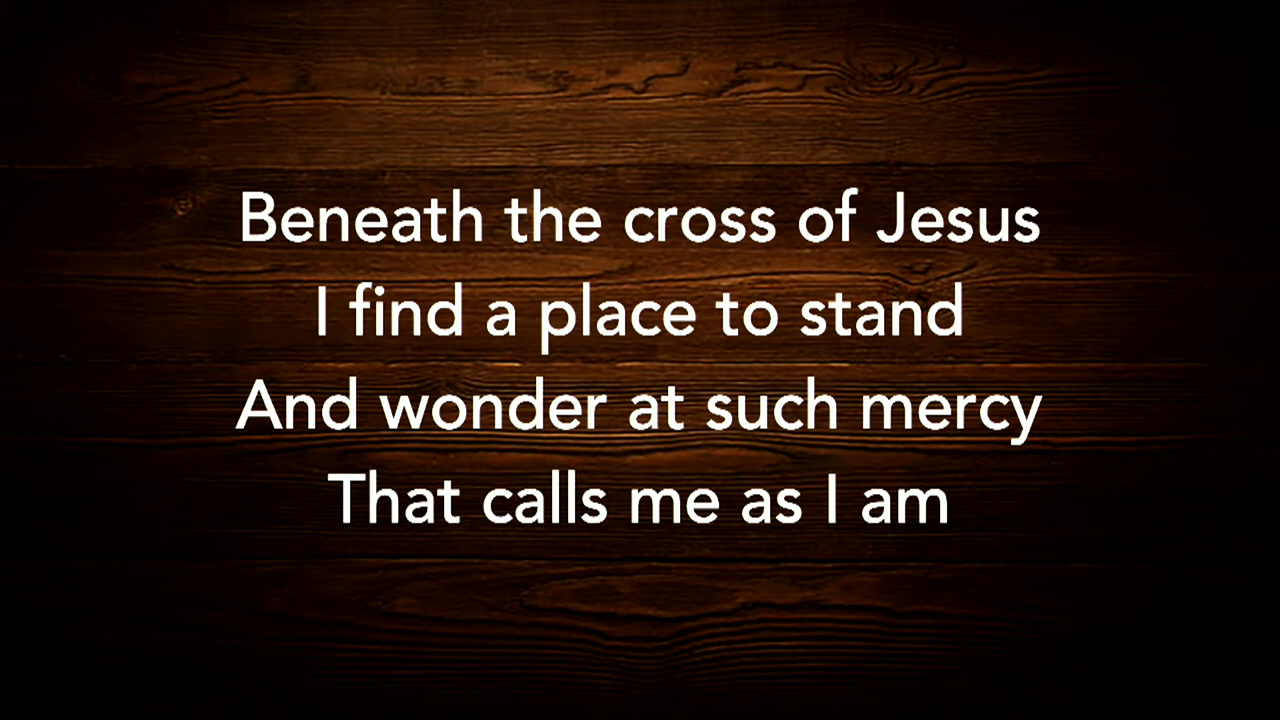 Beneath the cross of Jesus
I find a place to stand
And wonder at such mercy
That calls me as I am